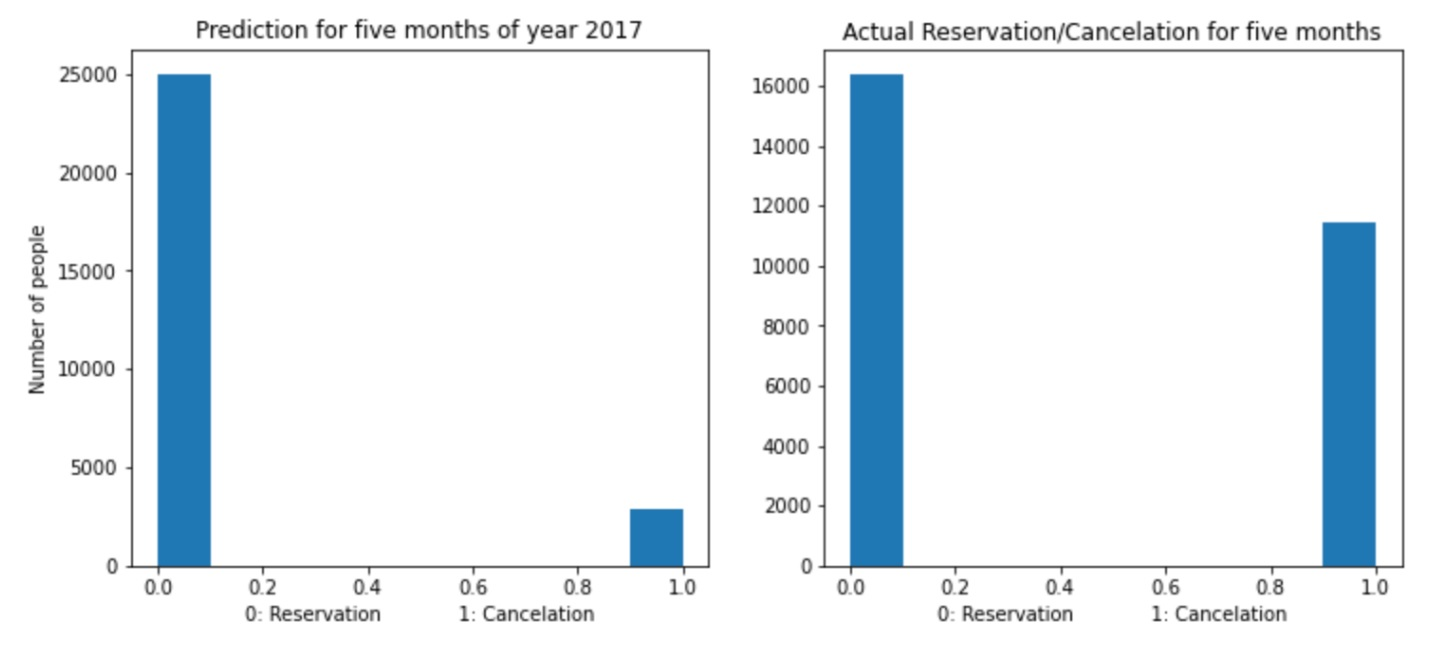 Prediction for five months of year 2017
Number of people
25000
20000
15000
10000
5000
0
0.0 0.2 0.4 0.6 0.8 1.0
0: Reservation 1: Cancelation
Actual Reservation/Cancelation for five months
16000
14000
12000
10000
8000
6000
4000
2000
0
0.0 0.2 0.4 0.6 0.8 1.0
0: Reservation 1: Cancelation